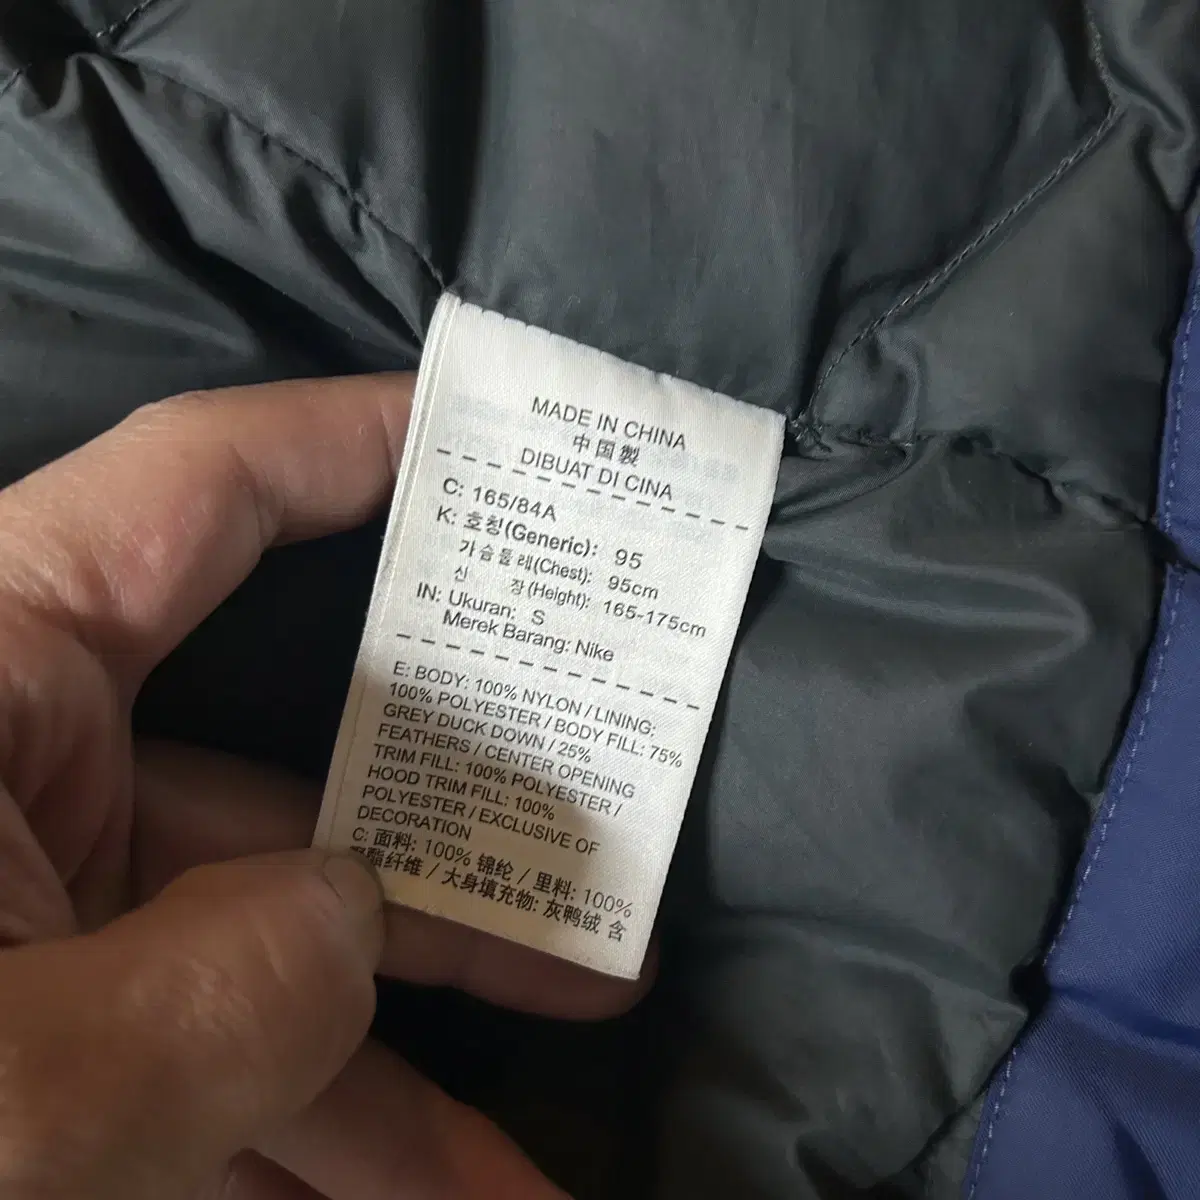 MADE IN CHINA
中国製
DIBUAT DI CINA
C: 165/84A
K: 호칭(Generic): 95
가슴둘레(Chest): 95cm
신 장(Height): 165-175cm
IN: Ukuran: S
Merek Barang: Nike
E: BODY: 100% NYLON / LINING:
100% POLYESTER / BODY FILL: 75%
GREY DUCK DOWN / 25%
FEATHERS / CENTER OPENING
TRIM FILL: 100% POLYESTER /
HOOD TRIM FILL: 100%
POLYESTER / EXCLUSIVE OF
DECORATION
C: 面料: 100% 锦纶 / 里料: 100%
聚酯纤维 / 大身填充物: 灰鸭绒 含